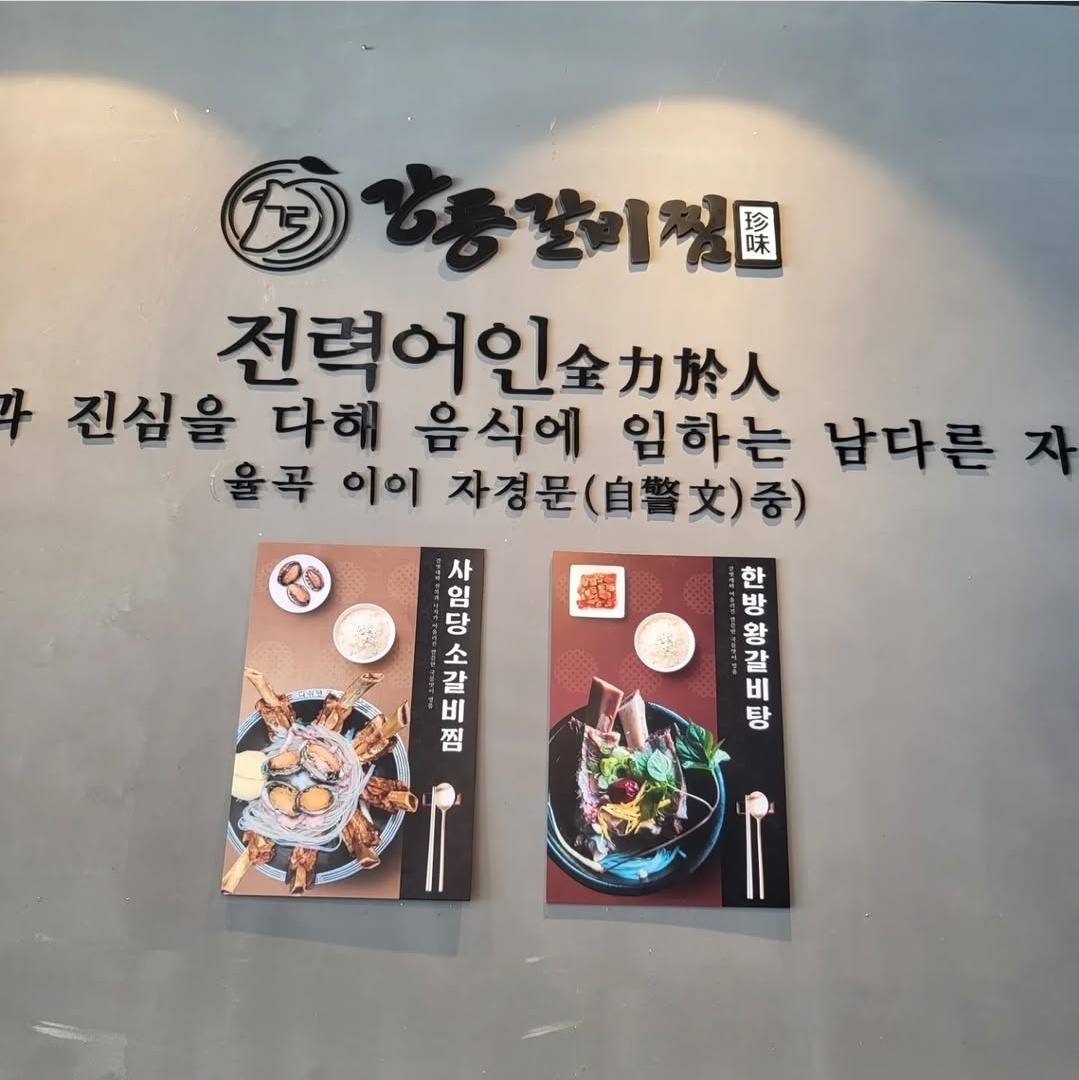 강릉갈비찜 珍味
전력어인全力於人
과 진심을 다해 음식에 임하는 남다른 자
율곡 이이 자경문(自警文)중)
사임당 소갈비찜
한방왕갈비탕